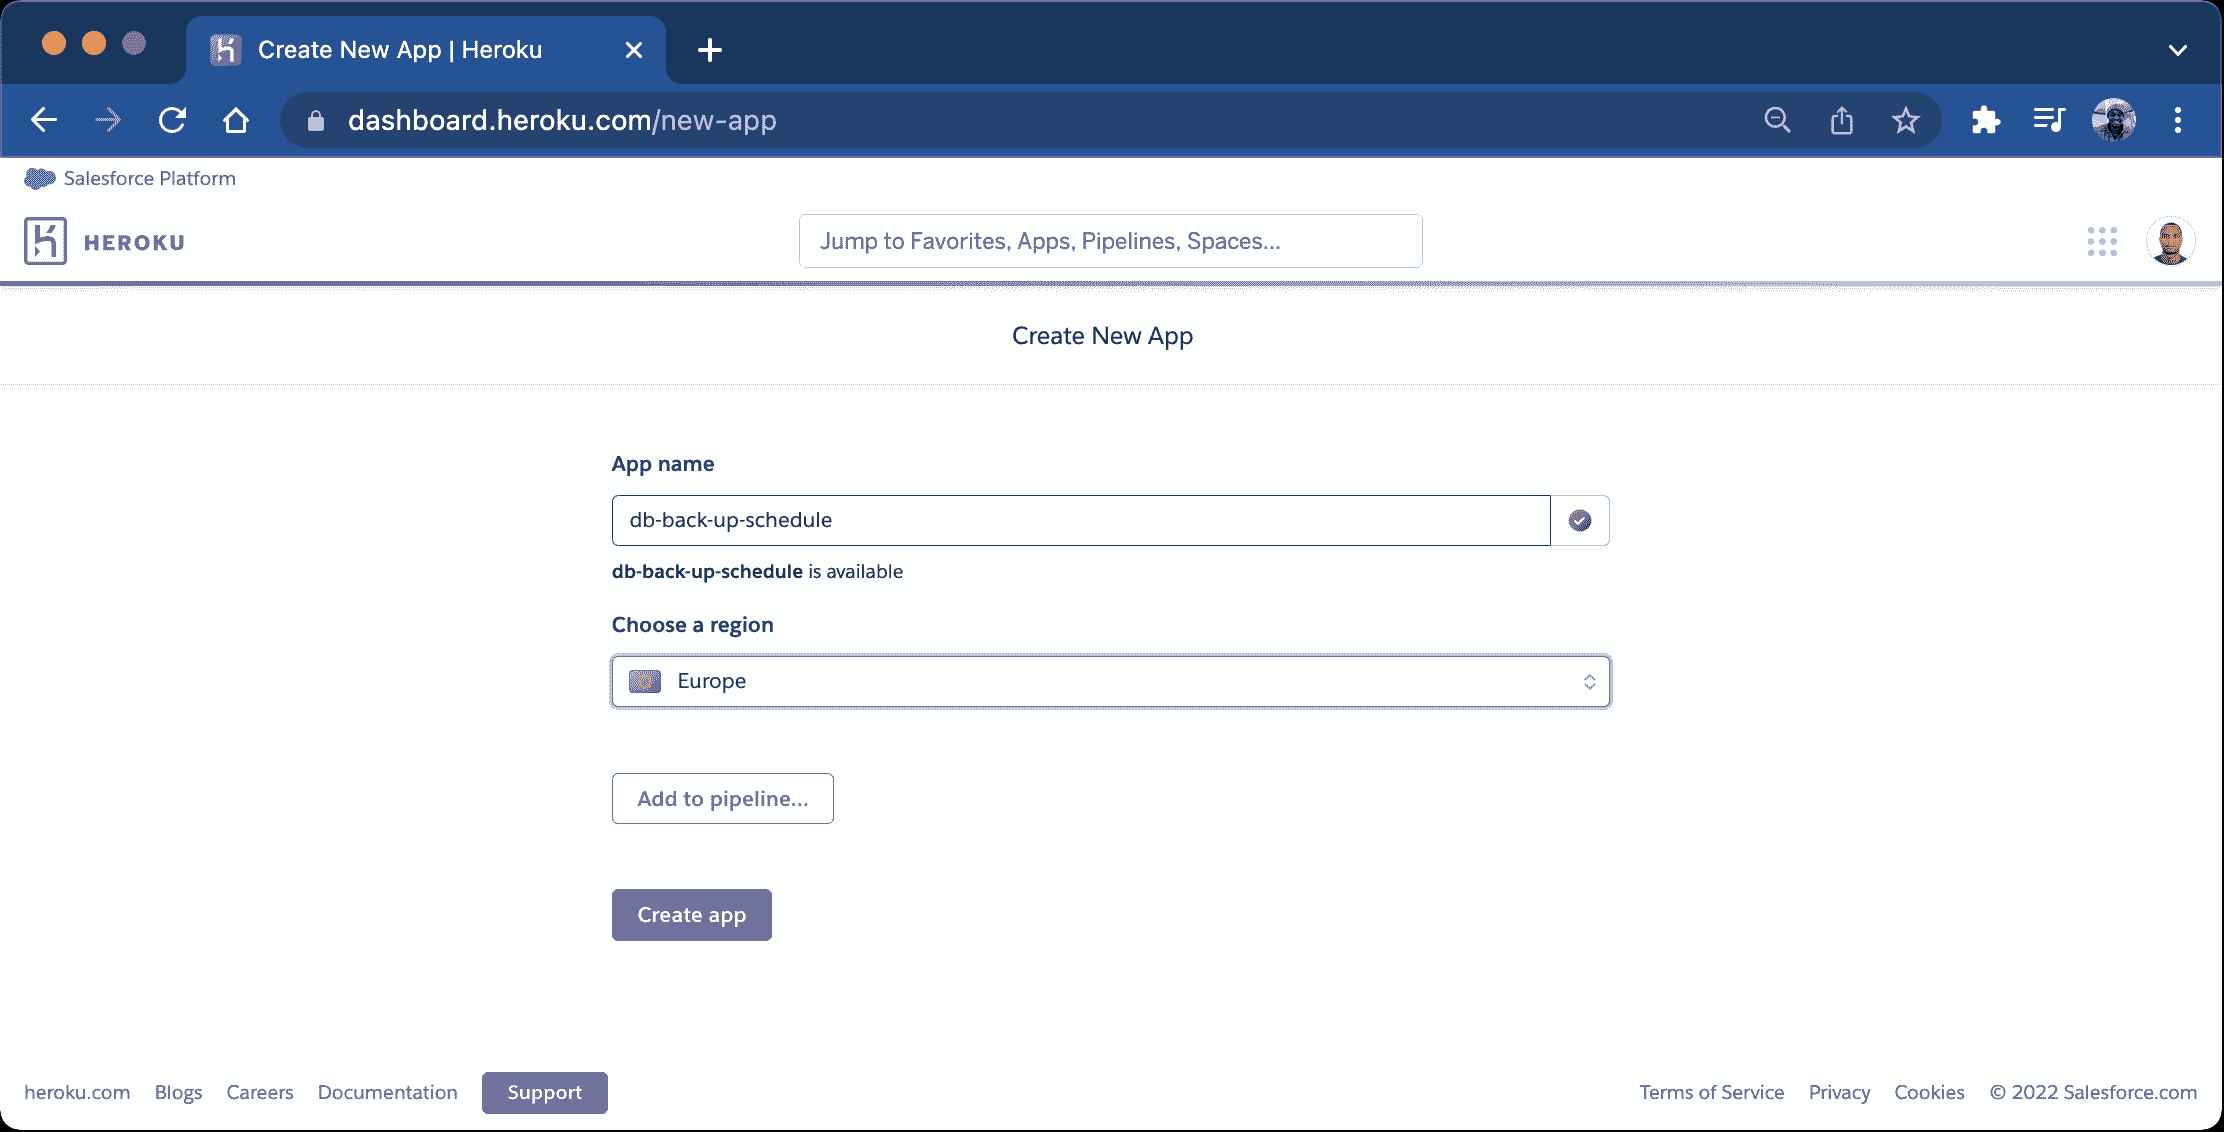 Create New App | Heroku
dashboard.heroku.com/new-app
Salesforce Platform
HEROKU
Jump to Favorites, Apps, Pipelines, Spaces...
Create New App
App name
db-back-up-schedule
db-back-up-schedule is available
Choose a region
Europe
Add to pipeline...
Create app
heroku.com Blogs Careers Documentation Support Terms of Service Privacy Cookies © 2022 Salesforce.com